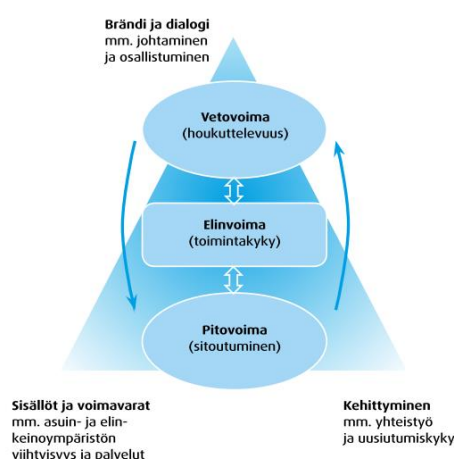 Brändi ja dialogi
mm. johtaminen
ja osallistuminen
Vetovoima
(houkuttelevuus)
Elinvoima
(toimintakyky)
Pitovoima
(sitoutuminen)
Sisällöt ja voimavarat
mm. asuin- ja elin-
keinoympäristön
viihtyisyys ja palvelut
Kehittyminen
mm. yhteistyö
ja uusiutumiskyky